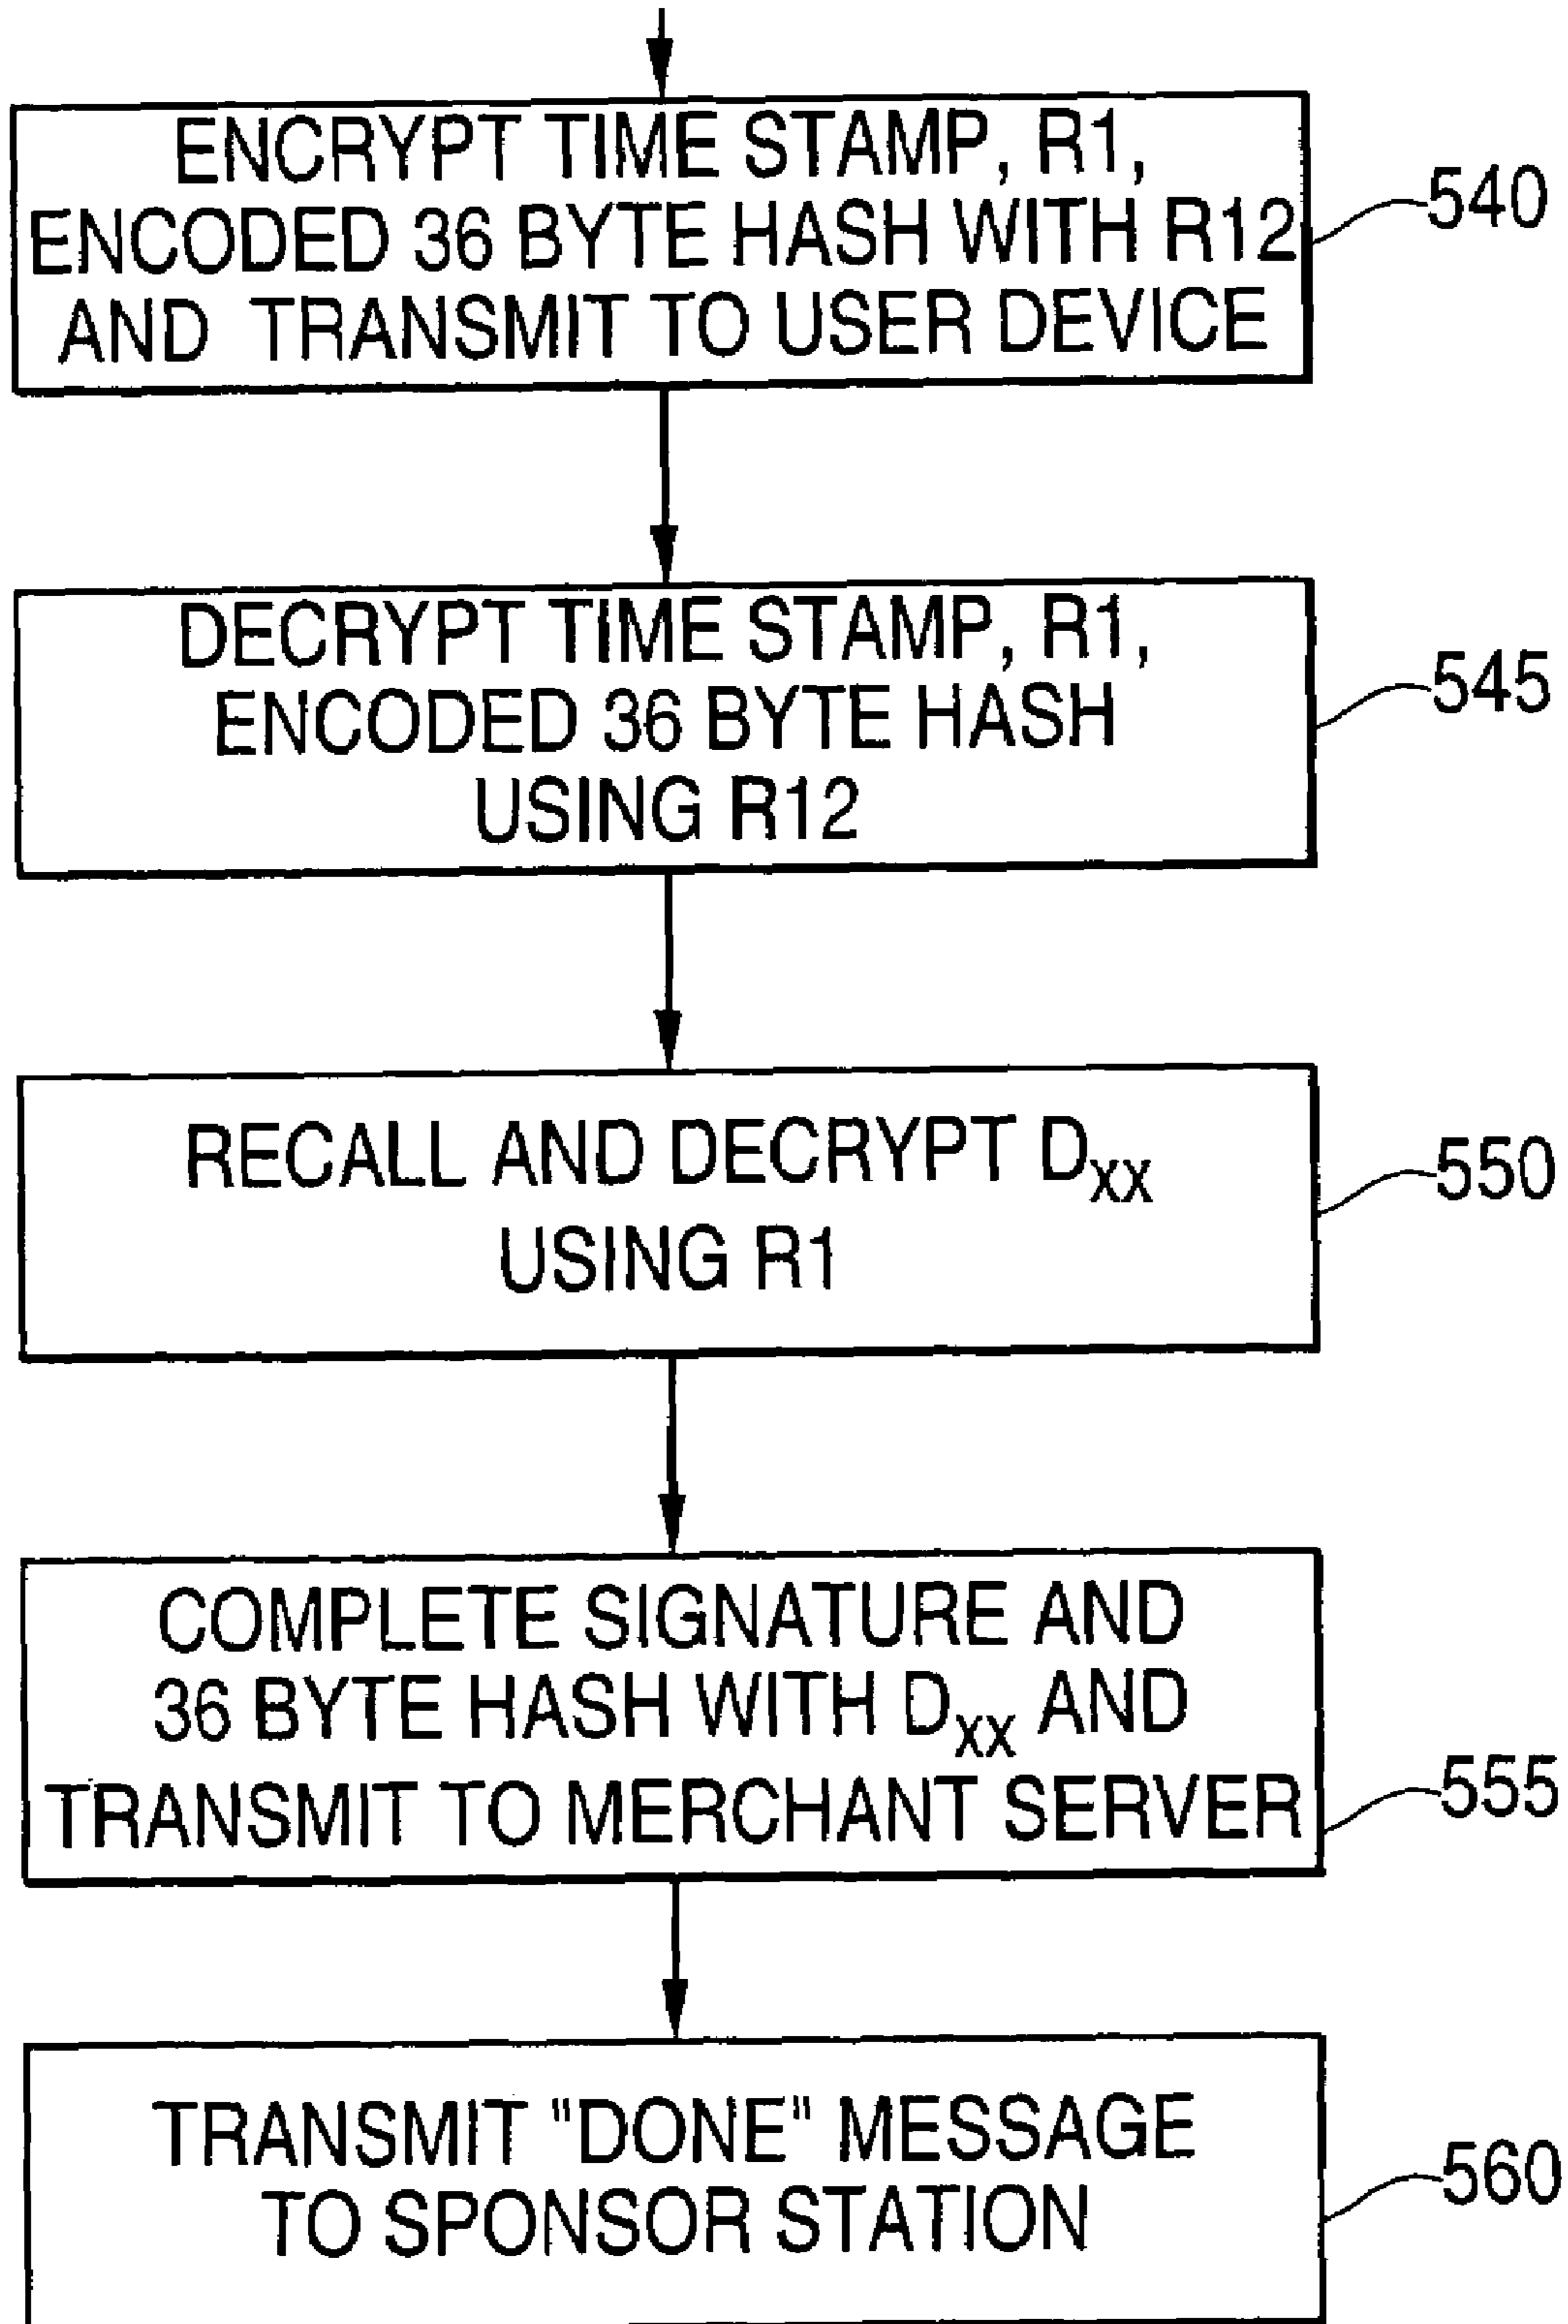 ENCRYPT TIME STAMP, R1,
ENCODED 36 BYTE HASH WITH R12
AND TRANSMIT TO USER DEVICE
540
DECRYPT TIME STAMP, R1,
ENCODED 36 BYTE HASH
USING R12
545
RECALL AND DECRYPT Dxx
USING R1
550
COMPLETE SIGNATURE AND
36 BYTE HASH WITH Dxx AND
TRANSMIT TO MERCHANT SERVER
555
TRANSMIT "DONE" MESSAGE
TO SPONSOR STATION
560